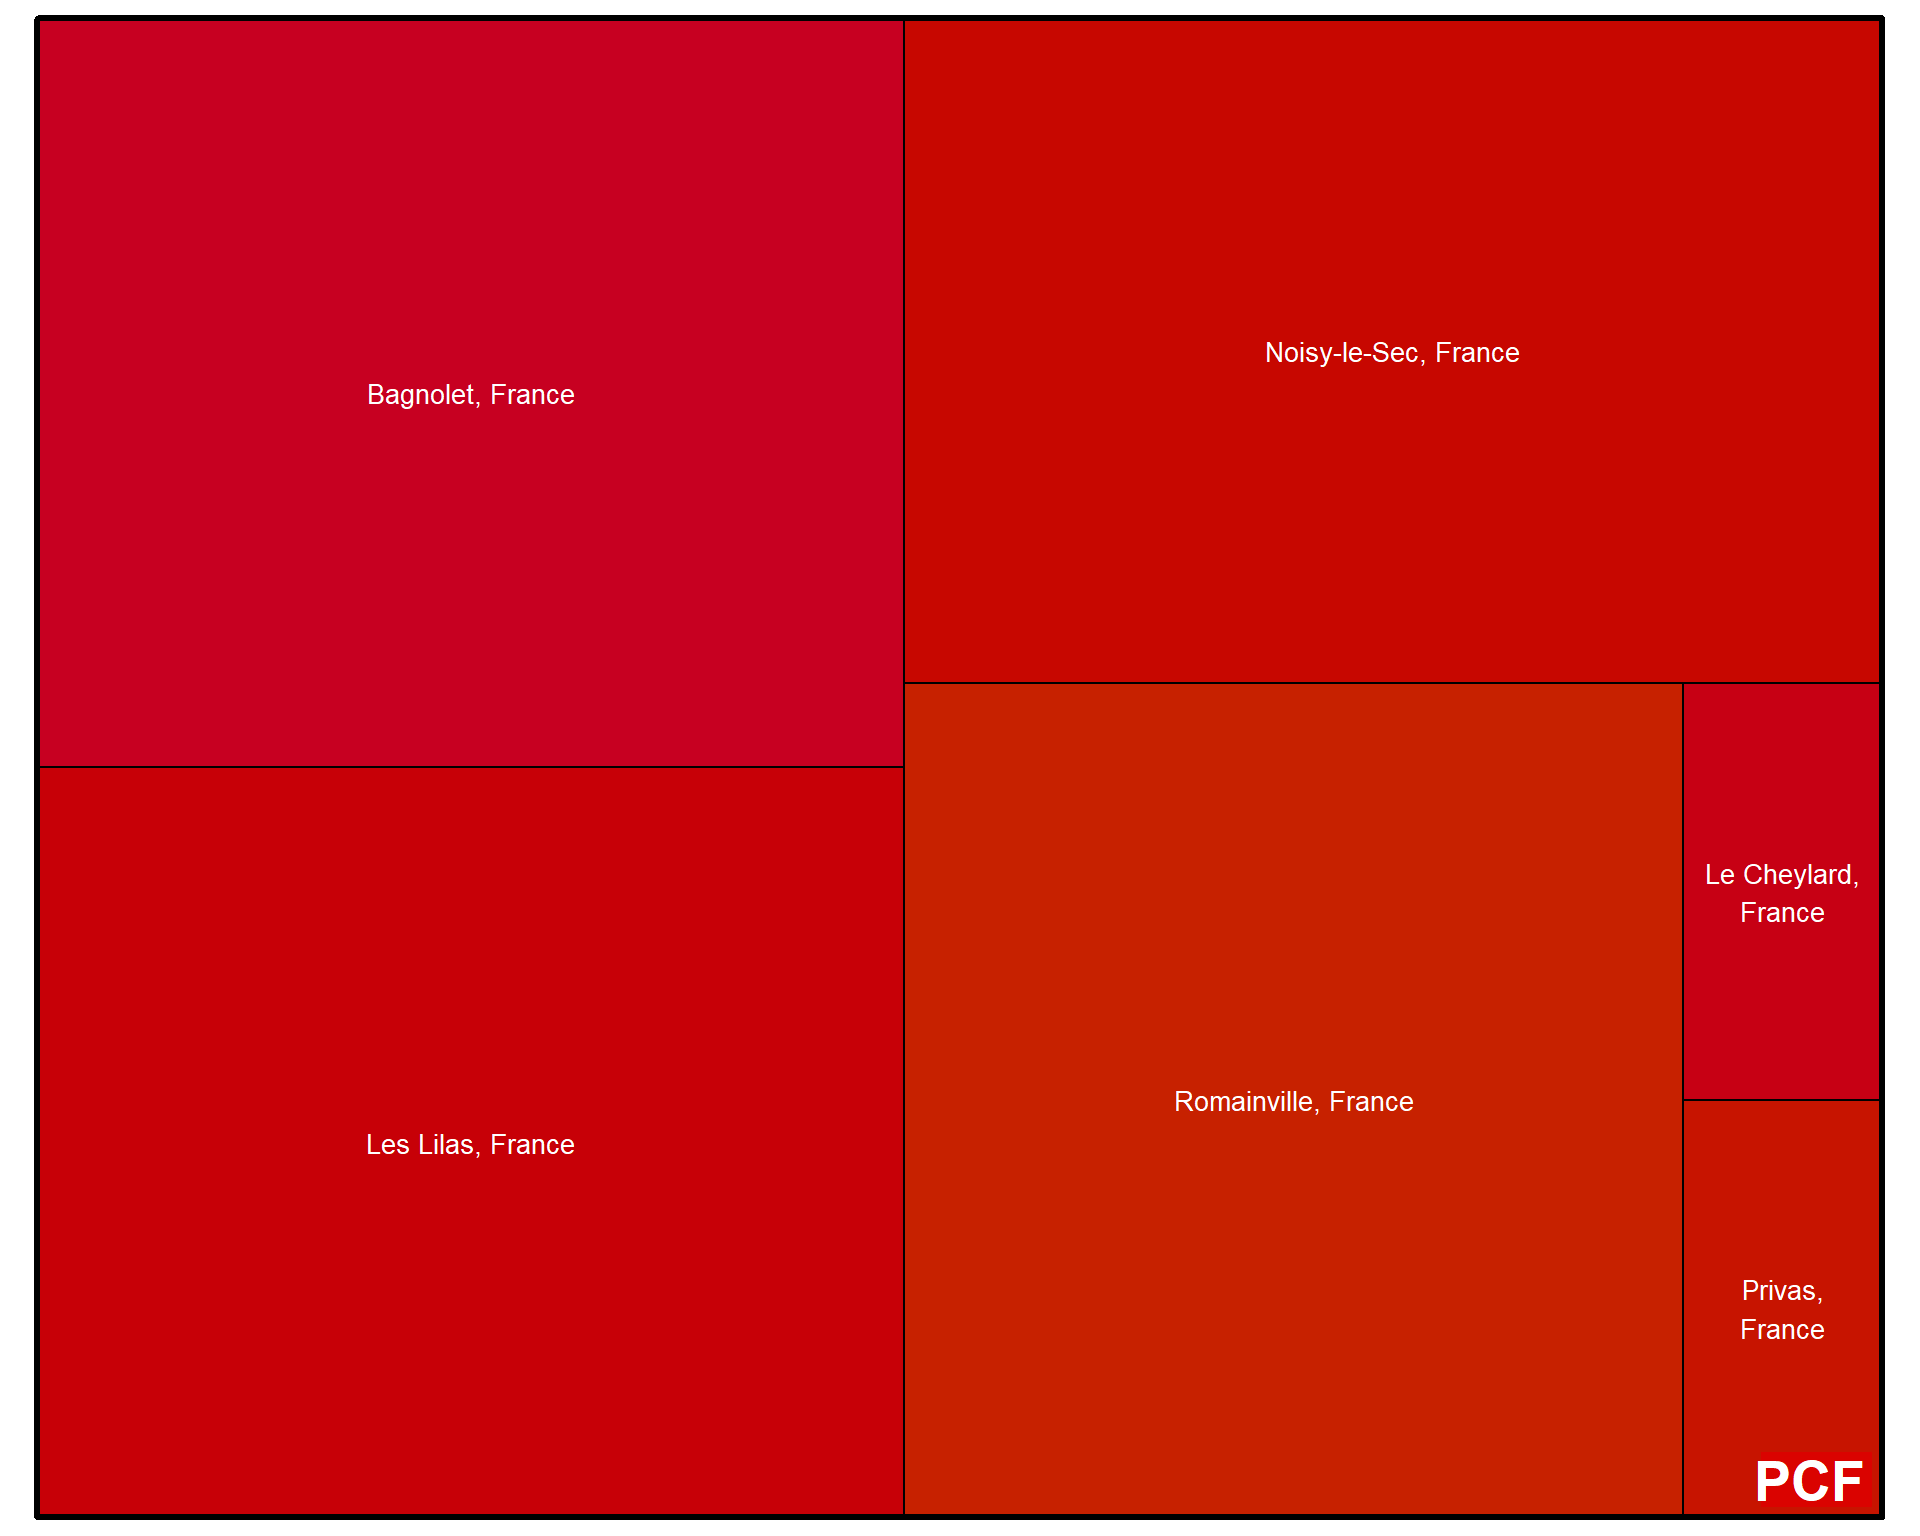 Bagnolet, France
Noisy-le-Sec, France
Les Lilas, France
Romainville, France
Le Cheylard,
France
Privas,
France
PCF